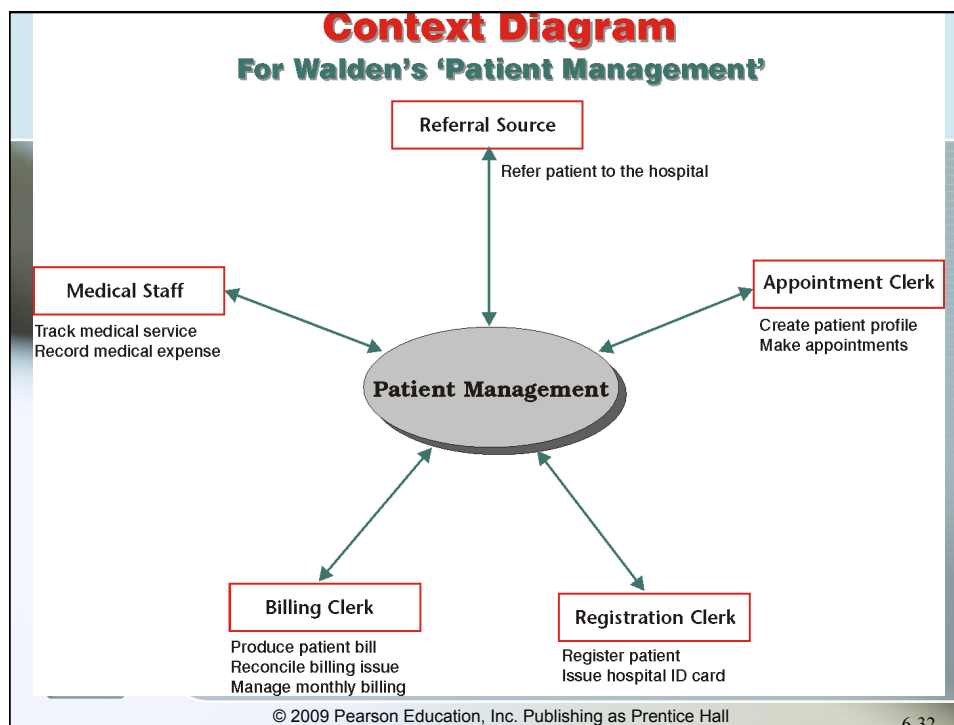 Context Diagram
For Walden's 'Patient Management'
Referral Source
Refer patient to the hospital
Medical Staff
Track medical service
Record medical expense
Appointment Clerk
Create patient profile
Make appointments
Patient Management
Billing Clerk
Produce patient bill
Reconcile billing issue
Manage monthly billing
Registration Clerk
Register patient
Issue hospital ID card
© 2009 Pearson Education, Inc. Publishing as Prentice Hall
6-32